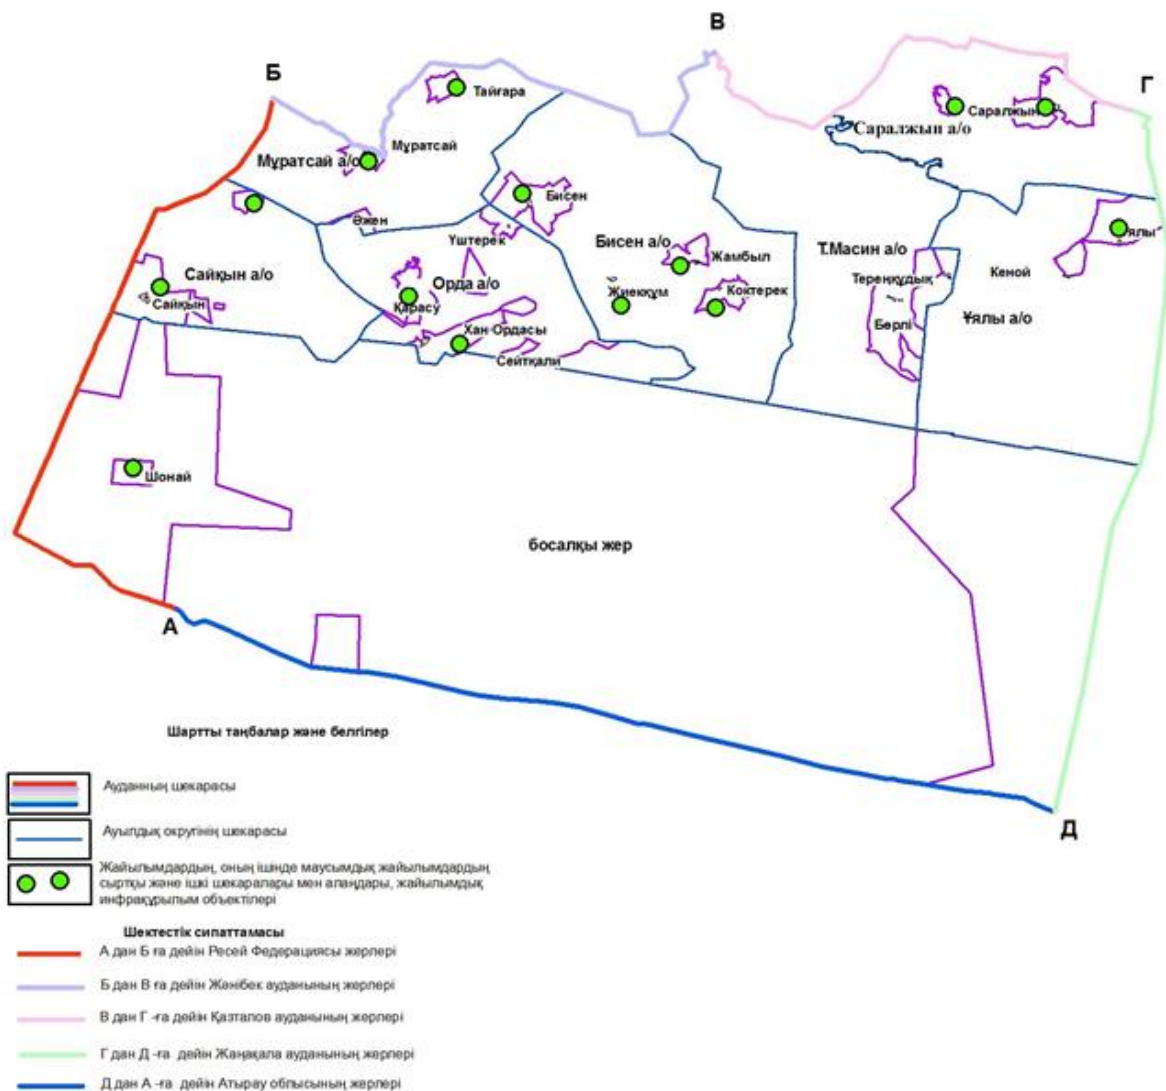 В
Б
Г
Тайғара
Саралжын
Саралжын а/о
Мұратсай
Мұратсай а/о
Бисен
Әжен
Үштерек
Ұялы
Бисен а/о
Т.Масин а/о
Жамбыл
Кеной
Сайқын а/о
Орда а/о
Тереңқұдық
Сайқын
Қарасу
Жиекқұм
Коктерек
Ұялы а/о
Берлі
Хан Ордасы
Сейтқали
Шонай
босалқы жер
А
Д
Шартты таңбалар және белгілер
Ауданның шекарасы
Ауылдық округінің шекарасы
Жайылымдардың, оның ішінде маусымдық жайылымдардың
сыртқы және ішкі шекаралары мен алаңдары, жайылымдық
инфрақұрылым объектілері
Шектестік сипаттамасы
А дан Б ға дейін Ресей Федерациясы жерлері
Б дан В ға дейін Жәнібек ауданының жерлері
В дан Г -ға дейін Қазталов ауданының жерлері
Г дан Д -ға дейін Жаңақала ауданының жерлері
Д дан А -ға дейін Атырау облысының жерлері